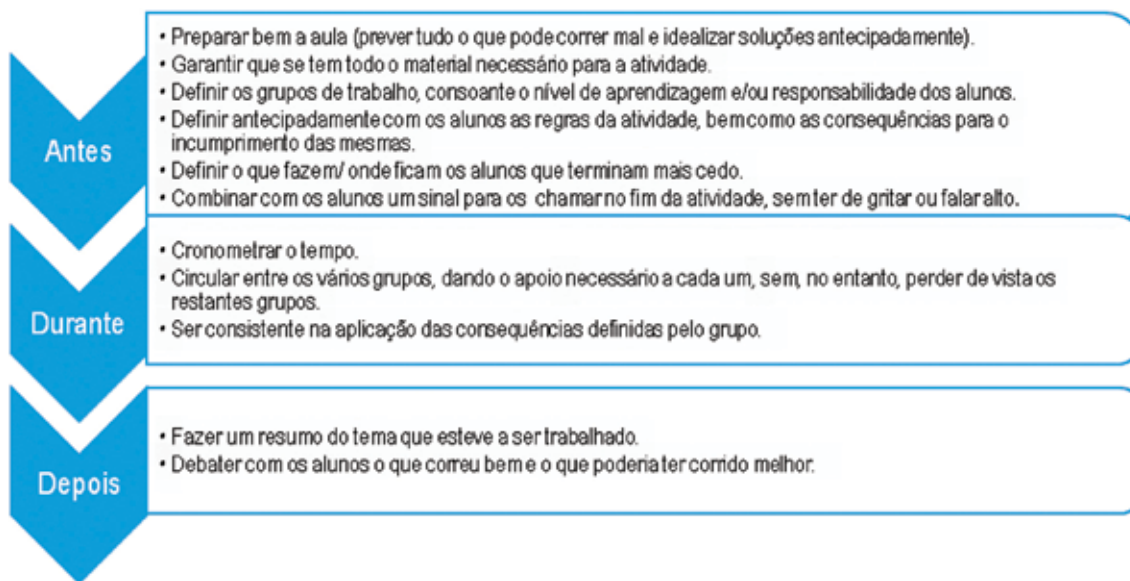 Antes
• Preparar bem a aula (prever tudo o que pode correr mal e idealizar soluções antecipadamente).
• Garantir que se tem todo o material necessário para a atividade.
• Definir os grupos de trabalho, consoante o nível de aprendizagem e/ou responsabilidade dos alunos.
• Definir antecipadamente com os alunos as regras da atividade, bem como as consequências para o
incumprimento das mesmas.
• Definir o que fazem/ onde ficam os alunos que terminam mais cedo.
• Combinar com os alunos um sinal para os chamar no fim da atividade, sem ter de gritar ou falar alto.
Durante
• Cronometrar o tempo.
• Circular entre os vários grupos, dando o apoio necessário a cada um, sem, no entanto, perder de vista os
restantes grupos.
• Ser consistente na aplicação das consequências definidas pelo grupo.
Depois
• Fazer um resumo do tema que esteve a ser trabalhado.
• Debater com os alunos o que correu bem e o que poderia ter corrido melhor.